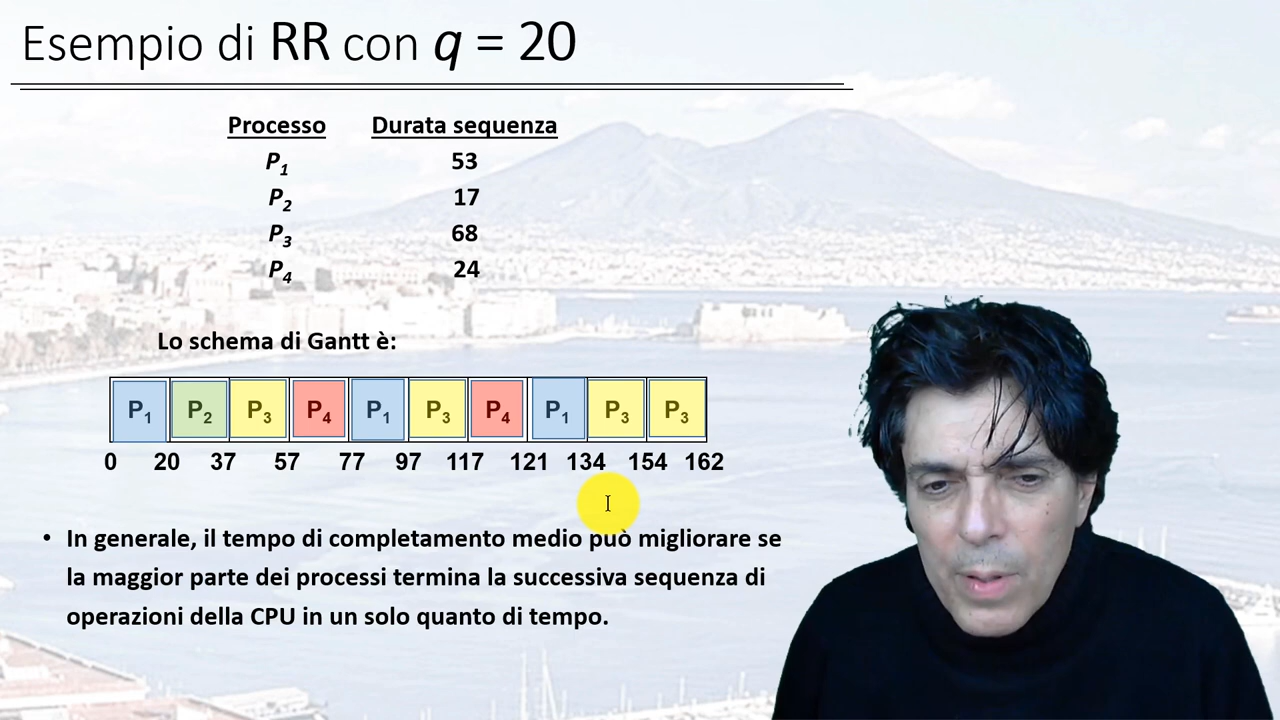 Esempio di RR con q = 20
Processo Durata sequenza
P1 53
P2 17
P3 68
P4 24
Lo schema di Gantt è:
P1 P2 P3 P4 P1 P3 P4 P1 P3 P3
0 20 37 57 77 97 117 121 134 154 162
• In generale, il tempo di completamento medio può migliorare se
la maggior parte dei processi termina la successiva sequenza di
operazioni della CPU in un solo quanto di tempo.